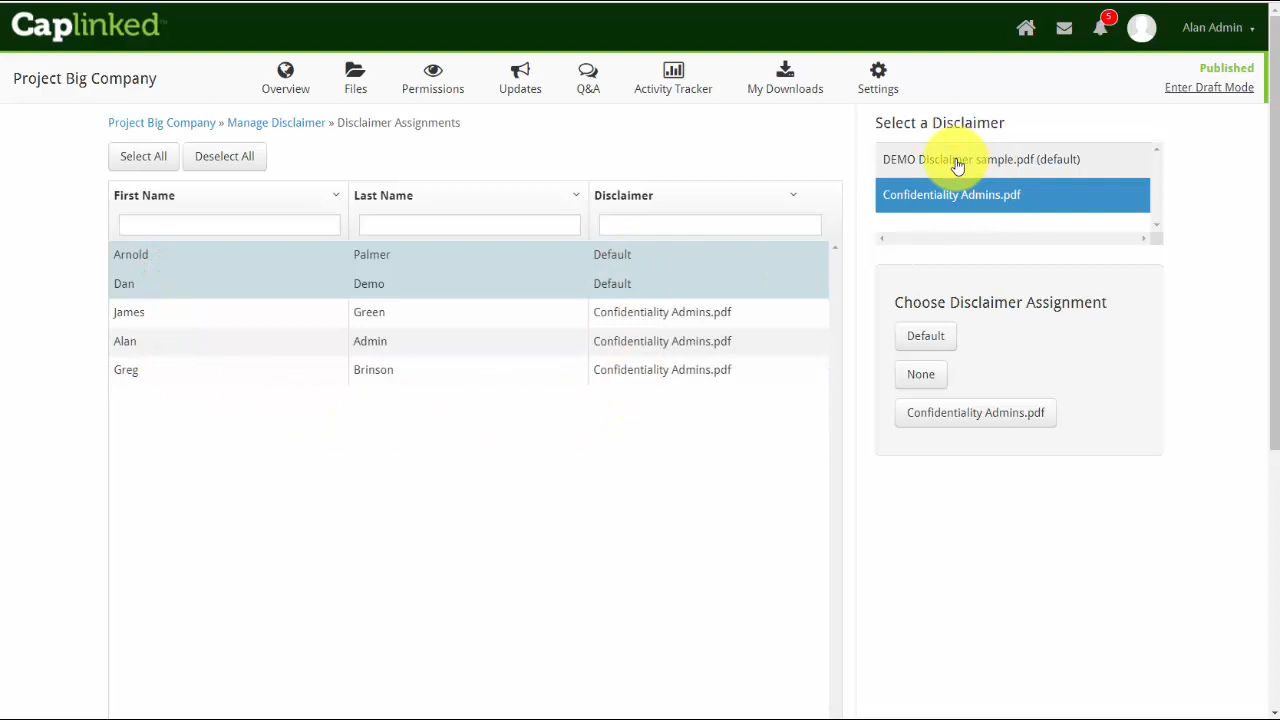 Caplinked
5
Alan Admin
Project Big Company
Overview
Files
Permissions
Updates
Q&A
Activity Tracker
My Downloads
Settings
Published
Enter Draft Mode
Project Big Company » Manage Disclaimer » Disclaimer Assignments
Select All
Deselect All
First Name
Last Name
Disclaimer
Arnold Palmer Default
Dan Demo Default
James Green Confidentiality Admins.pdf
Alan Admin Confidentiality Admins.pdf
Greg Brinson Confidentiality Admins.pdf
Select a Disclaimer
DEMO Disclaimer sample.pdf (default)
Confidentiality Admins.pdf
Choose Disclaimer Assignment
Default
None
Confidentiality Admins.pdf